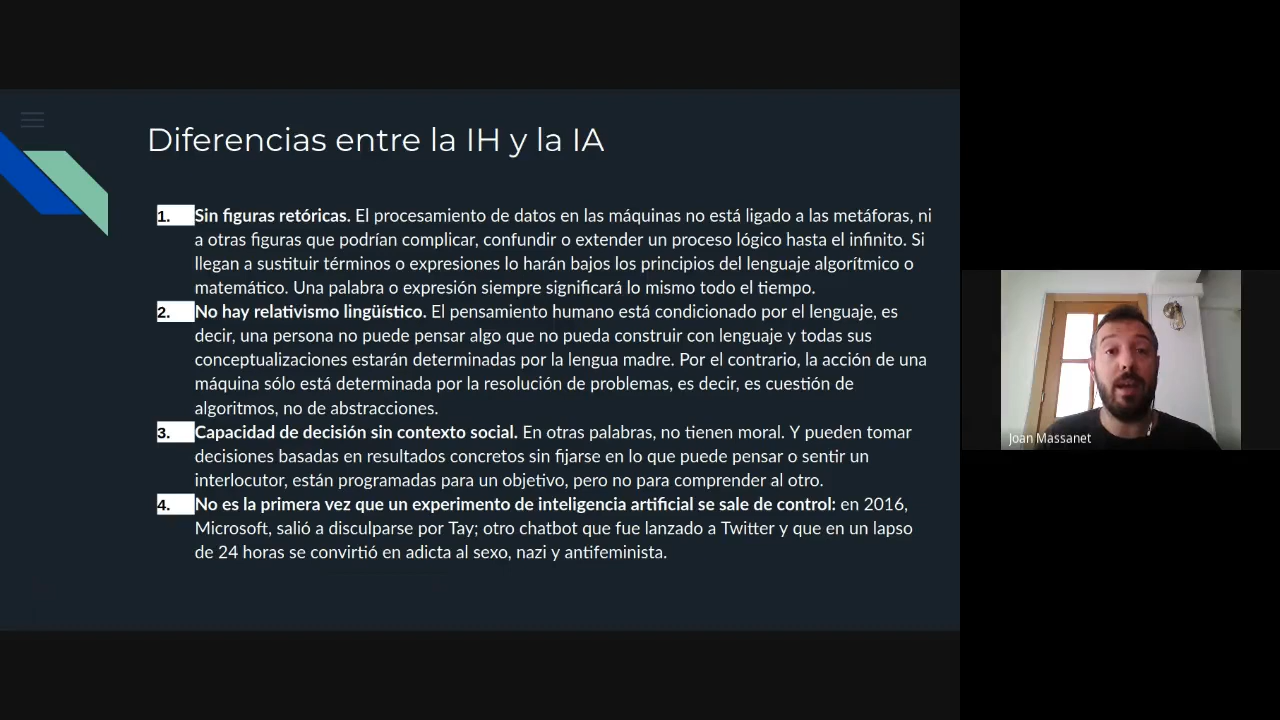 Diferencias entre la IH y la IA
1. Sin figuras retóricas. El procesamiento de datos en las máquinas no está ligado a las metáforas, ni
a otras figuras que podrían complicar, confundir o extender un proceso lógico hasta el infinito. Si
llegan a sustituir términos o expresiones lo harán bajos los principios del lenguaje algorítmico o
matemático. Una palabra o expresión siempre significará lo mismo todo el tiempo.
2. No hay relativismo lingüístico. El pensamiento humano está condicionado por el lenguaje, es
decir, una persona no puede pensar algo que no pueda construir con lenguaje y todas sus
conceptualizaciones estarán determinadas por la lengua madre. Por el contrario, la acción de una
máquina sólo está determinada por la resolución de problemas, es decir, es cuestión de
algoritmos, no de abstracciones.
3. Capacidad de decisión sin contexto social. En otras palabras, no tienen moral. Y pueden tomar
decisiones basadas en resultados concretos sin fijarse en lo que puede pensar o sentir un
interlocutor, están programadas para un objetivo, pero no para comprender al otro.
4. No es la primera vez que un experimento de inteligencia artificial se sale de control: en 2016,
Microsoft, salió a disculparse por Tay; otro chatbot que fue lanzado a Twitter y que en un lapso
de 24 horas se convirtió en adicta al sexo, nazi y antifeminista.
Joan Massanet